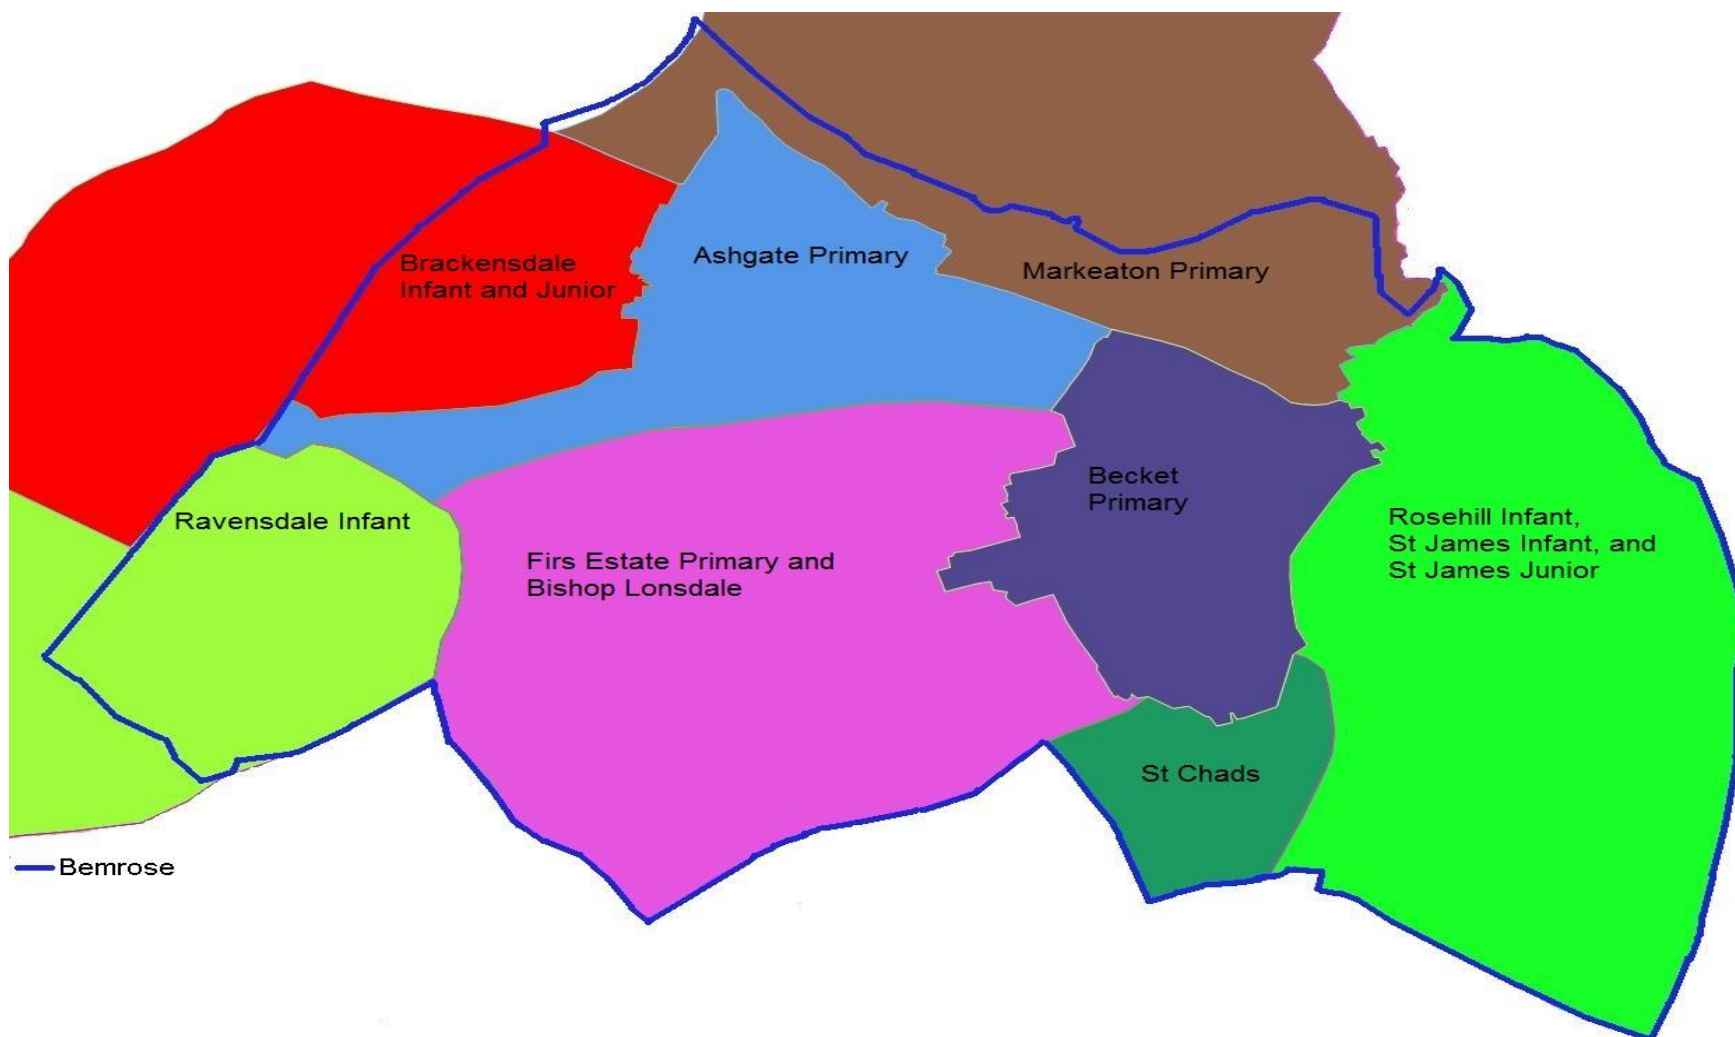 Brackensdale
Infant and Junior
Ashgate Primary
Markeaton Primary
Ravensdale Infant
Firs Estate Primary and
Bishop Lonsdale
Becket
Primary
Rosehill Infant,
St James Infant, and
St James Junior
St Chads
Bemrose